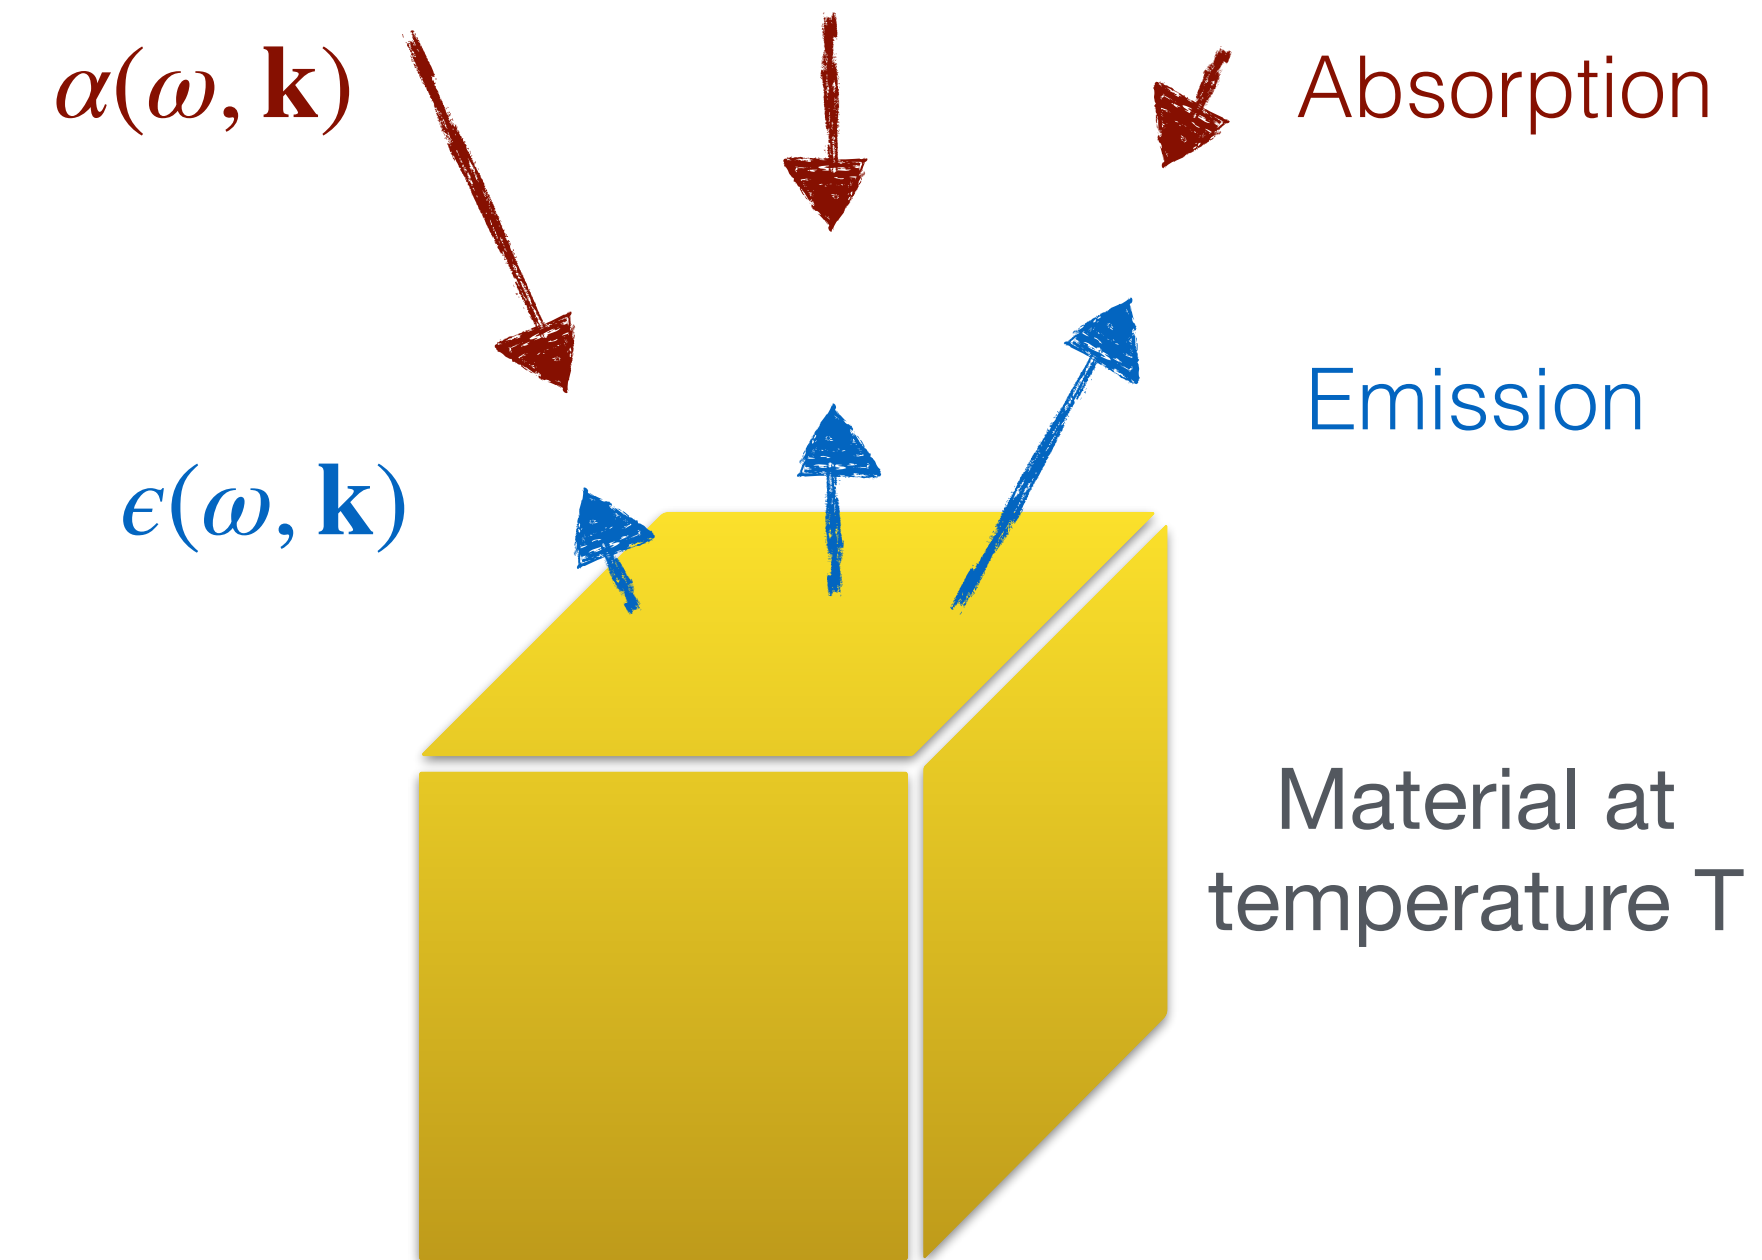 α(ω, k)
Absorption
Emission
ϵ(ω, k)
Material at
temperature T